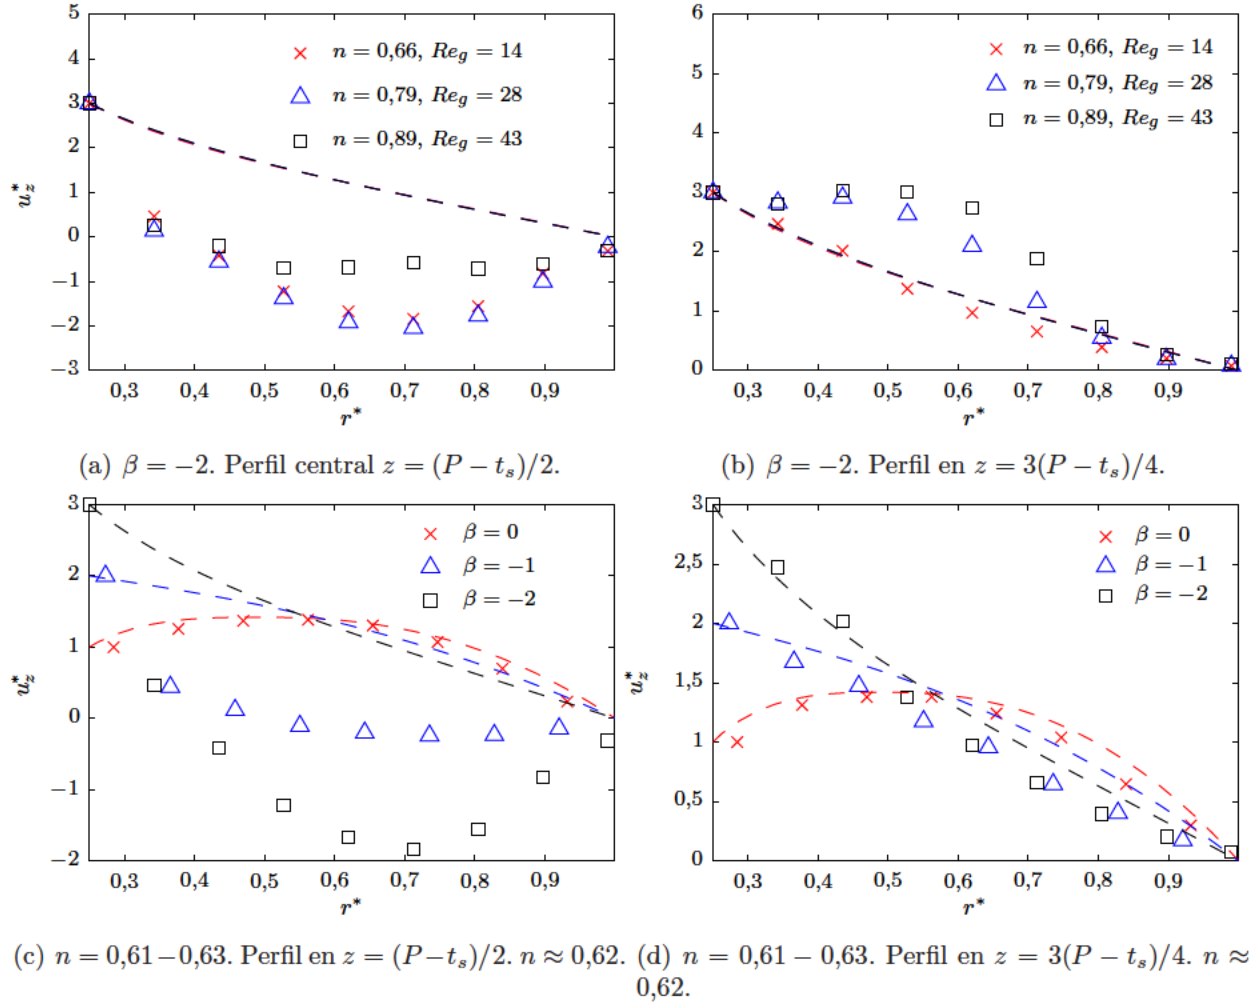 5
4
3
2
1
0
−1
−2
−3
u*z
0,3 0,4 0,5 0,6 0,7 0,8 0,9
r*
n = 0,66, Reg = 14
n = 0,79, Reg = 28
n = 0,89, Reg = 43
(a) β = −2. Perfil central z = (P − ts)/2.
6
5
4
3
2
1
0
u*z
0,3 0,4 0,5 0,6 0,7 0,8 0,9
r*
n = 0,66, Reg = 14
n = 0,79, Reg = 28
n = 0,89, Reg = 43
(b) β = −2. Perfil en z = 3(P − ts)/4.
3
2
1
0
−1
−2
u*z
0,3 0,4 0,5 0,6 0,7 0,8 0,9
r*
β = 0
β = −1
β = −2
(c) n = 0,61−0,63. Perfil en z = (P−ts)/2. n ≈ 0,62.
3
2,5
2
1,5
1
0,5
0
u*z
0,3 0,4 0,5 0,6 0,7 0,8 0,9
r*
β = 0
β = −1
β = −2
(d) n = 0,61 − 0,63. Perfil en z = 3(P − ts)/4. n ≈
0,62.